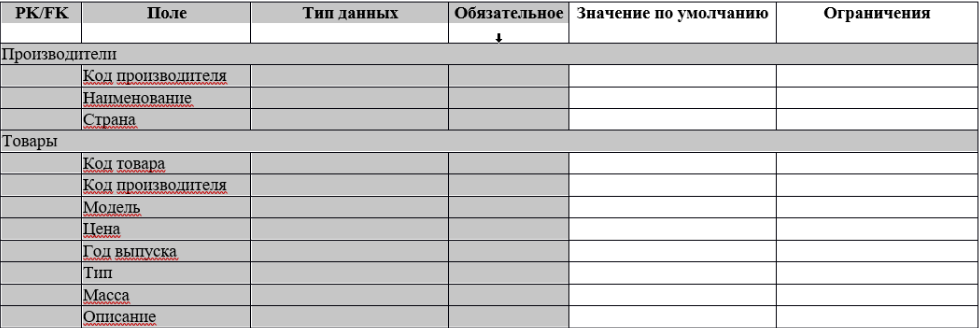 PK/FK Поле Тип данных Обязательное Значение по умолчанию Ограничения
Производители
Код производителя
Наименование
Страна
Товары
Код товара
Код производителя
Модель
Цена
Год выпуска
Тип
Масса
Описание